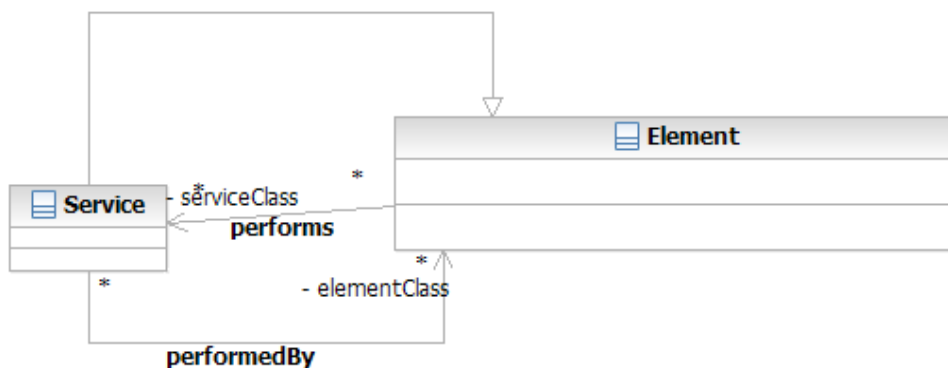 Element
*
*
- serviceClass
Service
performs
*
*
- elementClass
performedBy